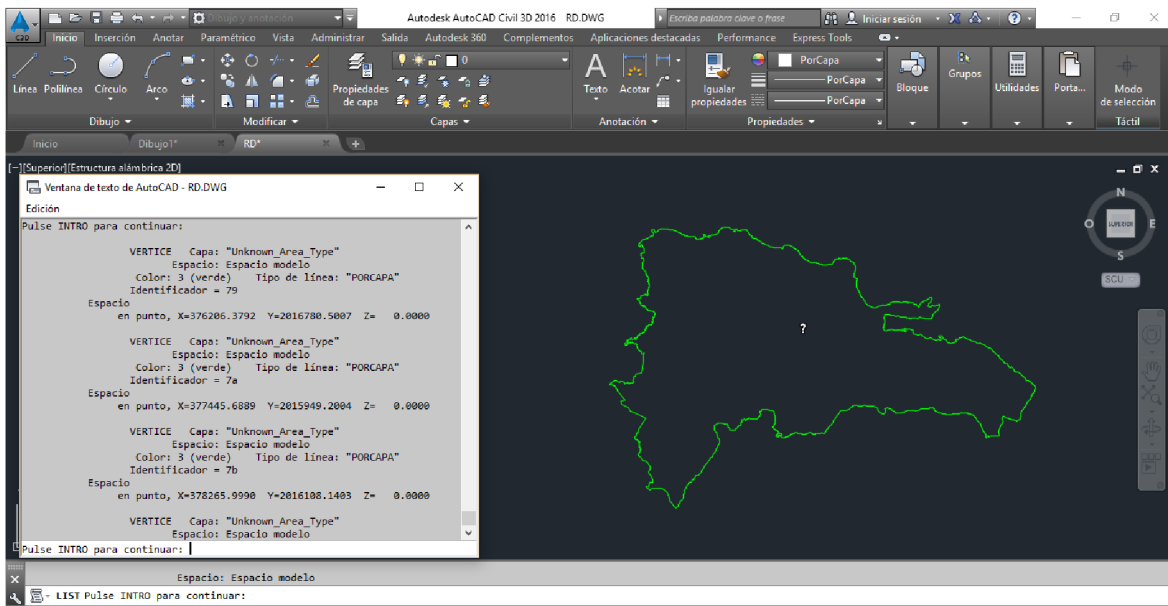 Dibujo y anotación
Autodesk AutoCAD Civil 3D 2016 RD.DWG
Escriba palabra clave o frase
Iniciar sesión
C3D
Inicio Inserción Anotar Paramétrico Vista Administrar Salida Autodesk 360 Complementos Aplicaciones destacadas Performance Express Tools
Línea Polilínea Círculo Arco
Propiedades de capa
0
Texto Acotar
Igualar propiedades
PorCapa
PorCapa
PorCapa
Bloque
Grupos
Utilidades
Porta...
Modo de selección
Dibujo Modificar Capas Anotación Propiedades Táctil
Inicio Dibujo1* RD*
[−][Superior][Estructura alámbrica 2D]
Ventana de texto de AutoCAD - RD.DWG
Edición
Pulse INTRO para continuar:
VERTICE Capa: "Unknown_Area_Type"
Espacio: Espacio modelo
Color: 3 (verde) Tipo de línea: "PORCAPA"
Identificador = 79
Espacio
en punto, X=376206.3792 Y=2016780.5007 Z= 0.0000
VERTICE Capa: "Unknown_Area_Type"
Espacio: Espacio modelo
Color: 3 (verde) Tipo de línea: "PORCAPA"
Identificador = 7a
Espacio
en punto, X=377445.6889 Y=2015949.2004 Z= 0.0000
VERTICE Capa: "Unknown_Area_Type"
Espacio: Espacio modelo
Color: 3 (verde) Tipo de línea: "PORCAPA"
Identificador = 7b
Espacio
en punto, X=378265.9990 Y=2016108.1403 Z= 0.0000
VERTICE Capa: "Unknown_Area_Type"
Espacio: Espacio modelo
Pulse INTRO para continuar:
?
N
O SUPERIOR E
S
SCU
Espacio: Espacio modelo
LIST Pulse INTRO para continuar: